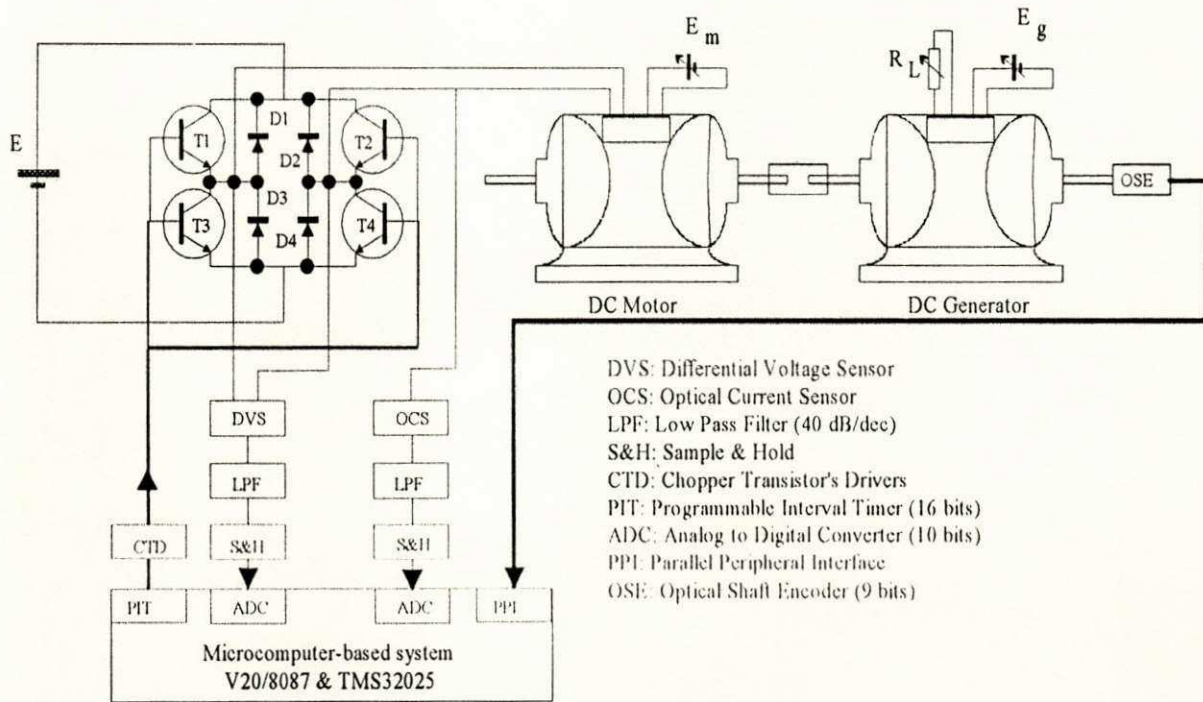 E m
E g
R L
E
T1
D1
T2
D2
D3
T3
D4
T4
OSE
DC Motor
DC Generator
DVS: Differential Voltage Sensor
OCS: Optical Current Sensor
LPF: Low Pass Filter (40 dB/dec)
S&H: Sample & Hold
CTD: Chopper Transistor's Drivers
PIT: Programmable Interval Timer (16 bits)
ADC: Analog to Digital Converter (10 bits)
PPI: Parallel Peripheral Interface
OSE: Optical Shaft Encoder (9 bits)
DVS
OCS
LPF
LPF
CTD
S&H
S&H
PIT
ADC
ADC
PPI
Microcomputer-based system
V20/8087 & TMS32025